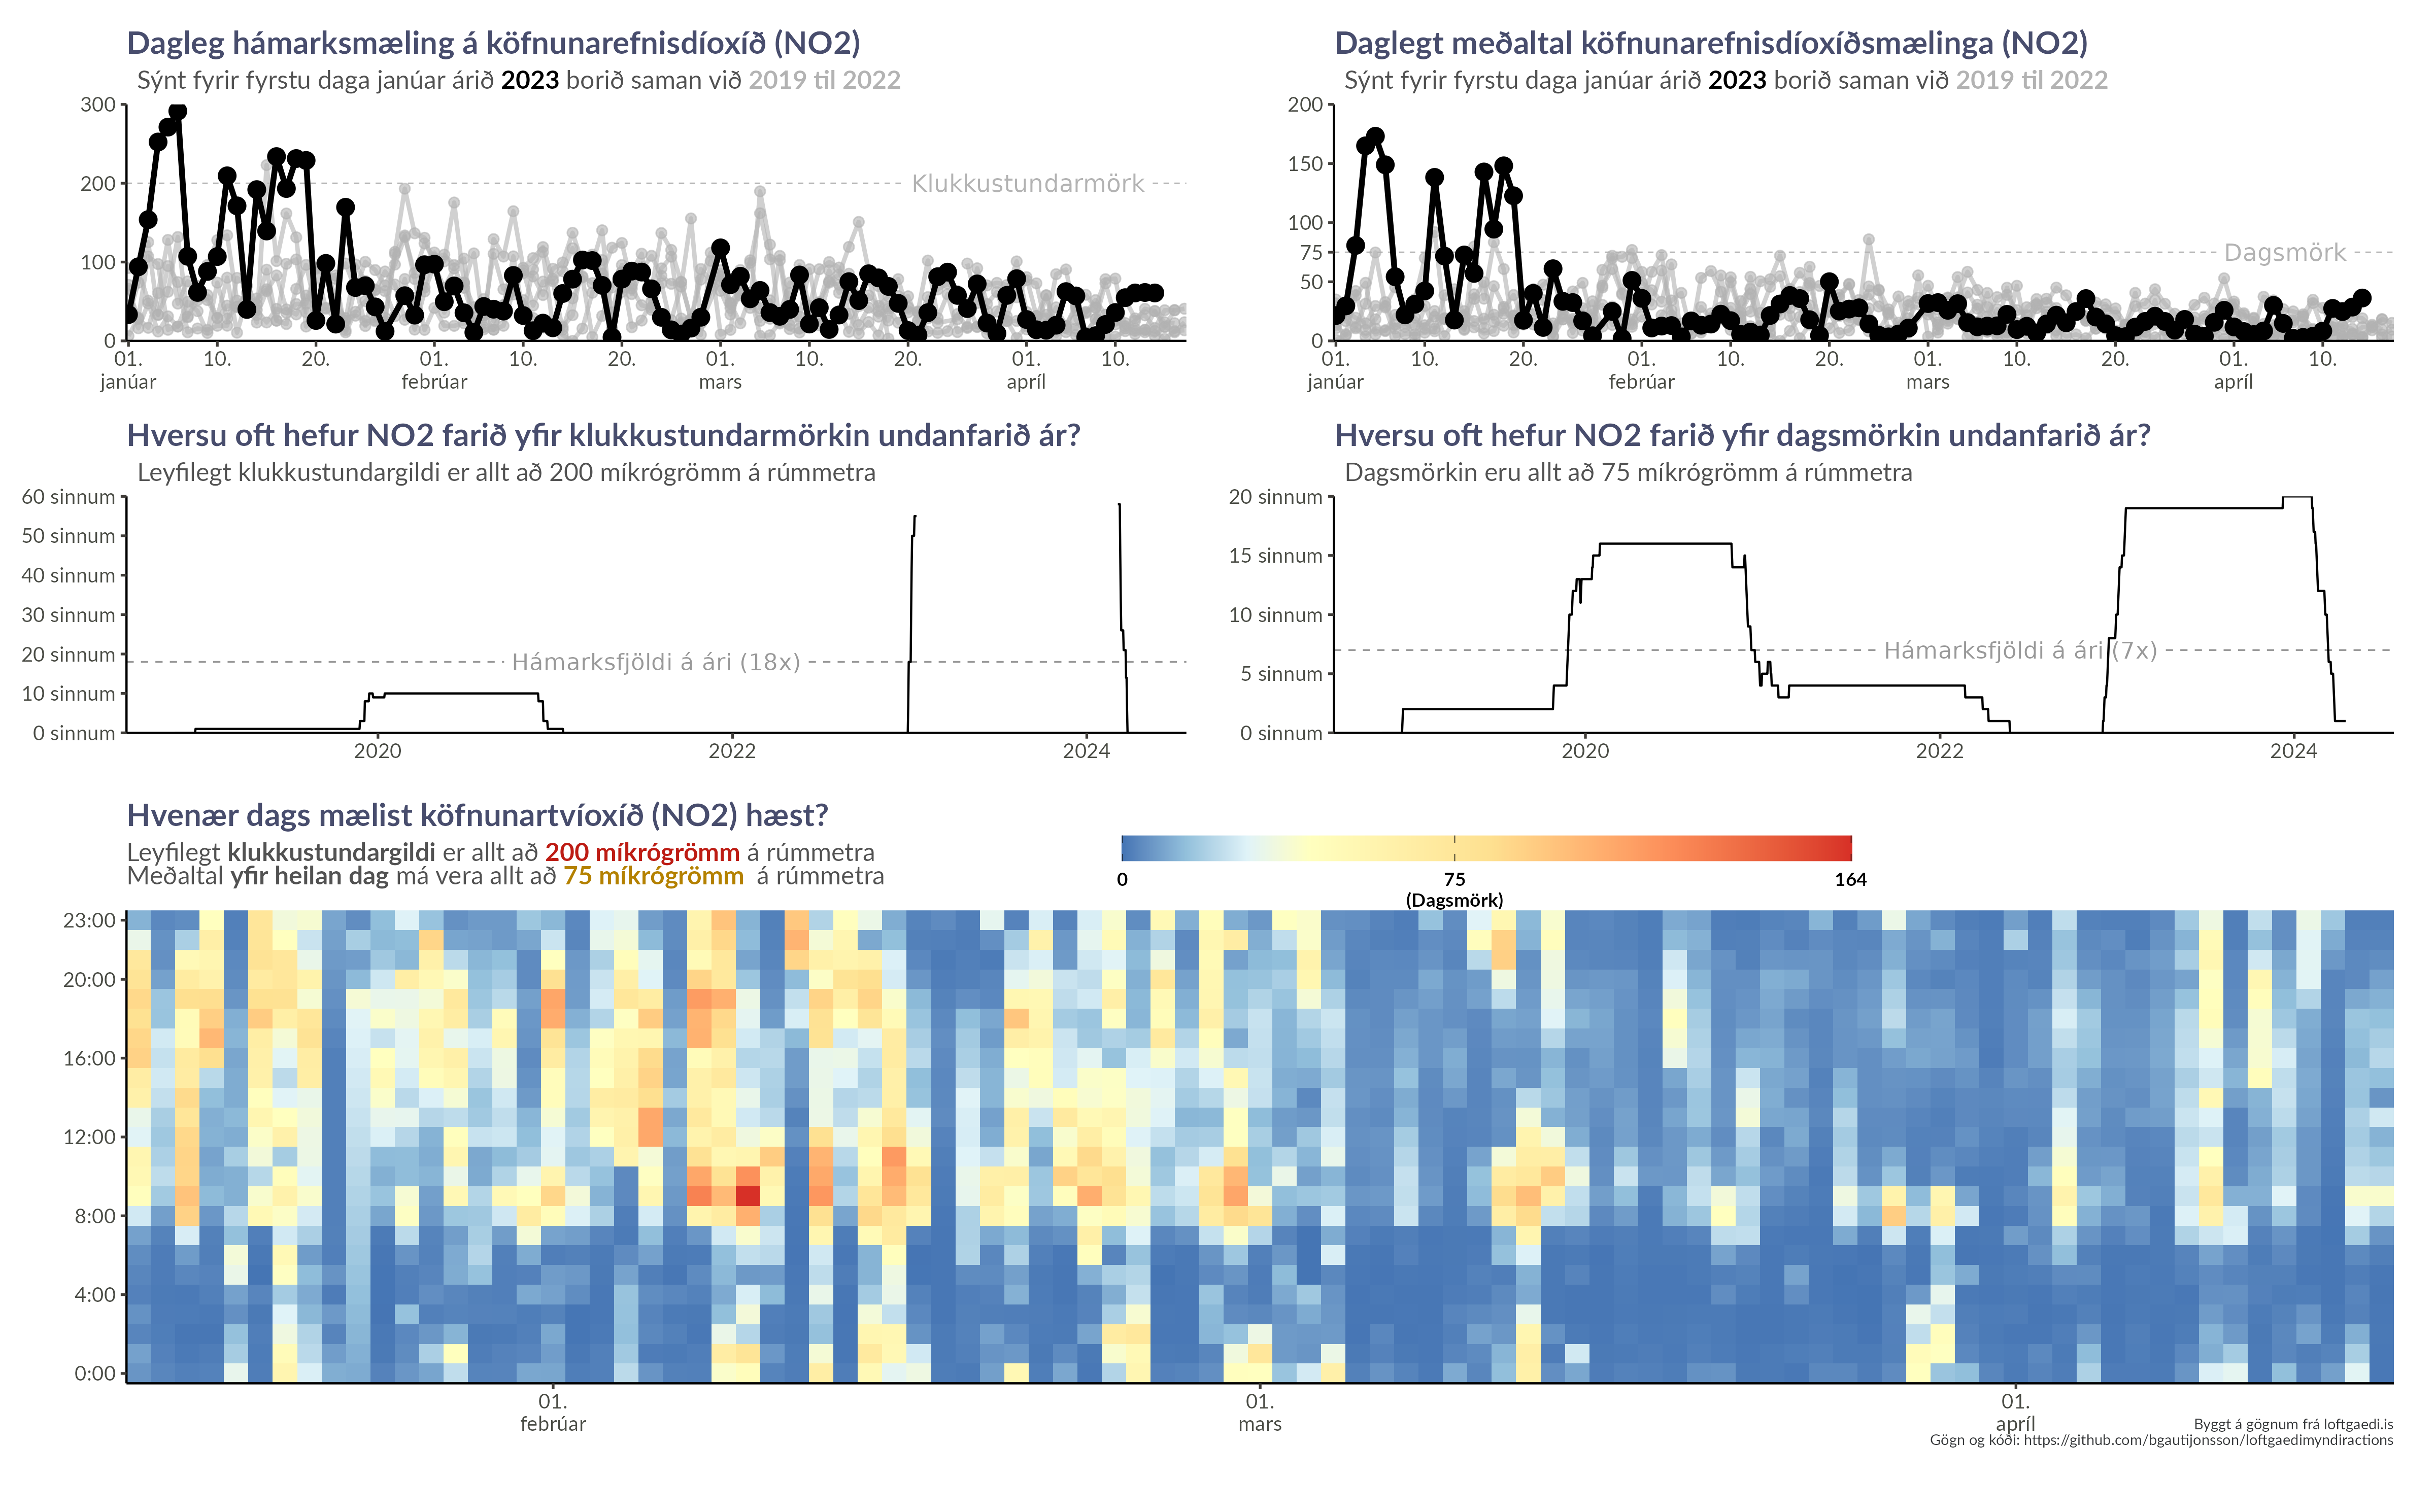 Dagleg hámarksmæling á köfnunarefnisdíoxíð (NO2)
Sýnt fyrir fyrstu daga janúar árið 2023 borið saman við 2019 til 2022
300
200
100
0
Klukkustundarmörk
01. 10. 20. 01. 10. 20. 01. 10. 20. 01. 10.
janúar febrúar mars apríl
Daglegt meðaltal köfnunarefnisdíoxíðsmælinga (NO2)
Sýnt fyrir fyrstu daga janúar árið 2023 borið saman við 2019 til 2022
200
150
100
75
50
0
Dagsmörk
01. 10. 20. 01. 10. 20. 01. 10. 20. 01. 10.
janúar febrúar mars apríl
Hversu oft hefur NO2 farið yfir klukkustundarmörkin undanfarið ár?
Leyfilegt klukkustundargildi er allt að 200 míkrógrömm á rúmmetra
60 sinnum
50 sinnum
40 sinnum
30 sinnum
20 sinnum
10 sinnum
0 sinnum
Hámarksfjöldi á ári (18x)
2020 2022 2024
Hversu oft hefur NO2 farið yfir dagsmörkin undanfarið ár?
Dagsmörkin eru allt að 75 míkrógrömm á rúmmetra
20 sinnum
15 sinnum
10 sinnum
5 sinnum
0 sinnum
Hámarksfjöldi á ári (7x)
2020 2022 2024
Hvenær dags mælist köfnunartvíoxíð (NO2) hæst?
Leyfilegt klukkustundargildi er allt að 200 míkrógrömm á rúmmetra
Meðaltal yfir heilan dag má vera allt að 75 míkrógrömm á rúmmetra
0 75 164
(Dagsmörk)
23:00
20:00
16:00
12:00
8:00
4:00
0:00
01. 01. 01.
febrúar mars apríl
Byggt á gögnum frá loftgaedi.is
Gögn og kóði: https://github.com/bgautijonsson/loftgaedimyndiractions